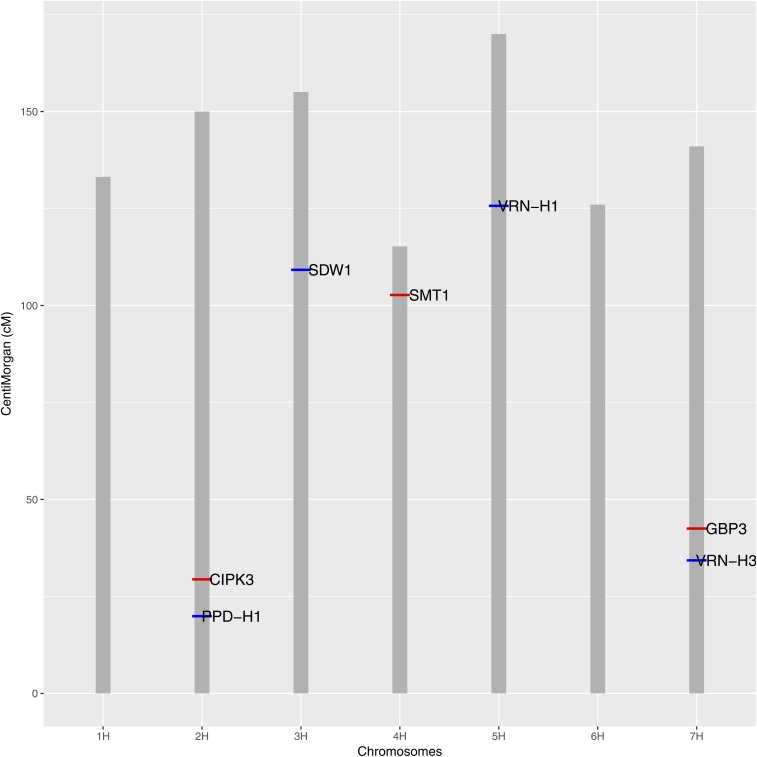 150
VRN−H1
SDW1
SMT1
100
CentiMorgan (cM)
50
GBP3
VRN−H3
CIPK3
PPD−H1
0
1H 2H 3H 4H 5H 6H 7H
Chromosomes